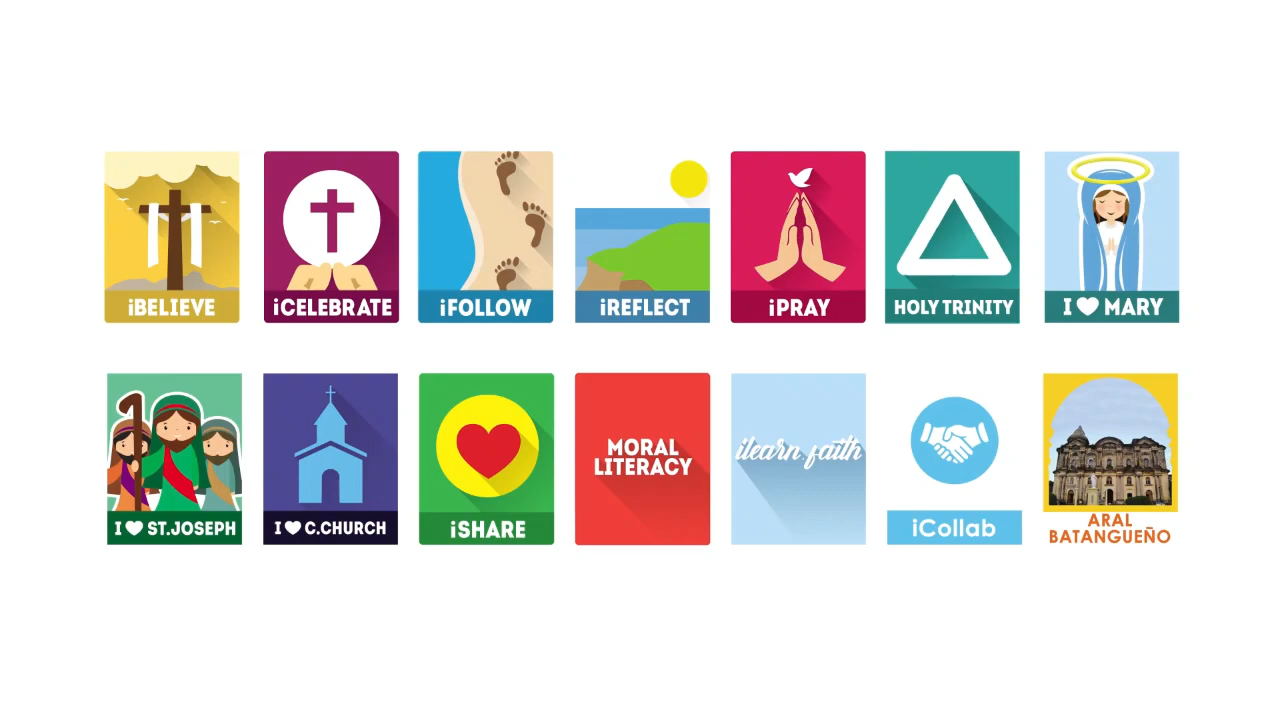 iBELIEVE
iCELEBRATE
iFOLLOW
iREFLECT
iPRAY
HOLY TRINITY
I ♥ MARY
I ♥ ST.JOSEPH
I ♥ C.CHURCH
iSHARE
MORAL
LITERACY
ilearn.faith
iCollab
ARAL
BATANGUEÑO